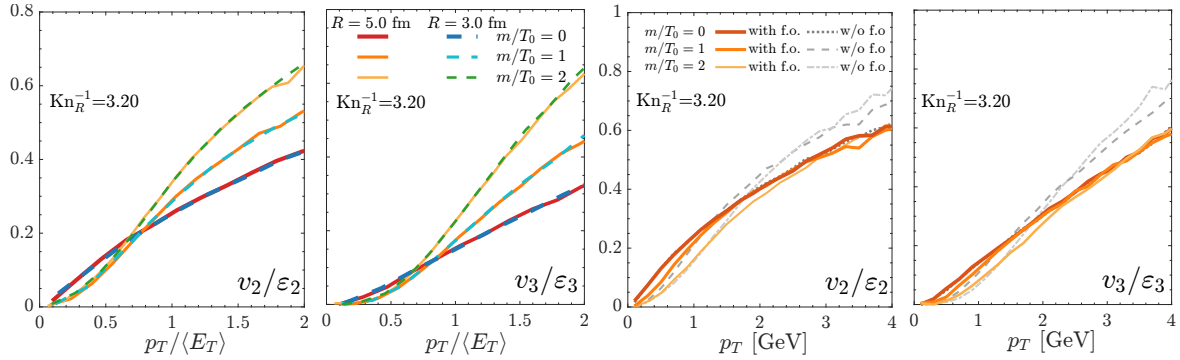 0.8
0.6
0.4
0.2
0
Kn_R^{-1}=3.20
v_2/ε_2
0 0.5 1 1.5 2
p_T/⟨E_T⟩
R = 5.0 fm R = 3.0 fm
m/T_0 = 0
m/T_0 = 1
m/T_0 = 2
Kn_R^{-1}=3.20
v_3/ε_3
0 0.5 1 1.5 2
p_T/⟨E_T⟩
1
0.8
0.6
0.4
0.2
0
m/T_0 = 0 with f.o. w/o f.o
m/T_0 = 1 with f.o. w/o f.o
m/T_0 = 2 with f.o. w/o f.o
Kn_R^{-1}=3.20
v_2/ε_2
0 1 2 3 4
p_T [GeV]
Kn_R^{-1}=3.20
v_3/ε_3
0 1 2 3 4
p_T [GeV]